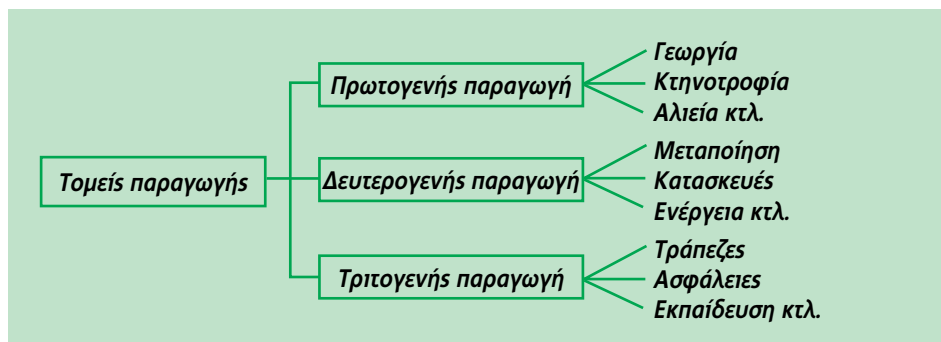 Τομείς παραγωγής
Πρωτογενής παραγωγή
Γεωργία
Κτηνοτροφία
Αλιεία κτλ.
Δευτερογενής παραγωγή
Μεταποίηση
Κατασκευές
Ενέργεια κτλ.
Τριτογενής παραγωγή
Τράπεζες
Ασφάλειες
Εκπαίδευση κτλ.